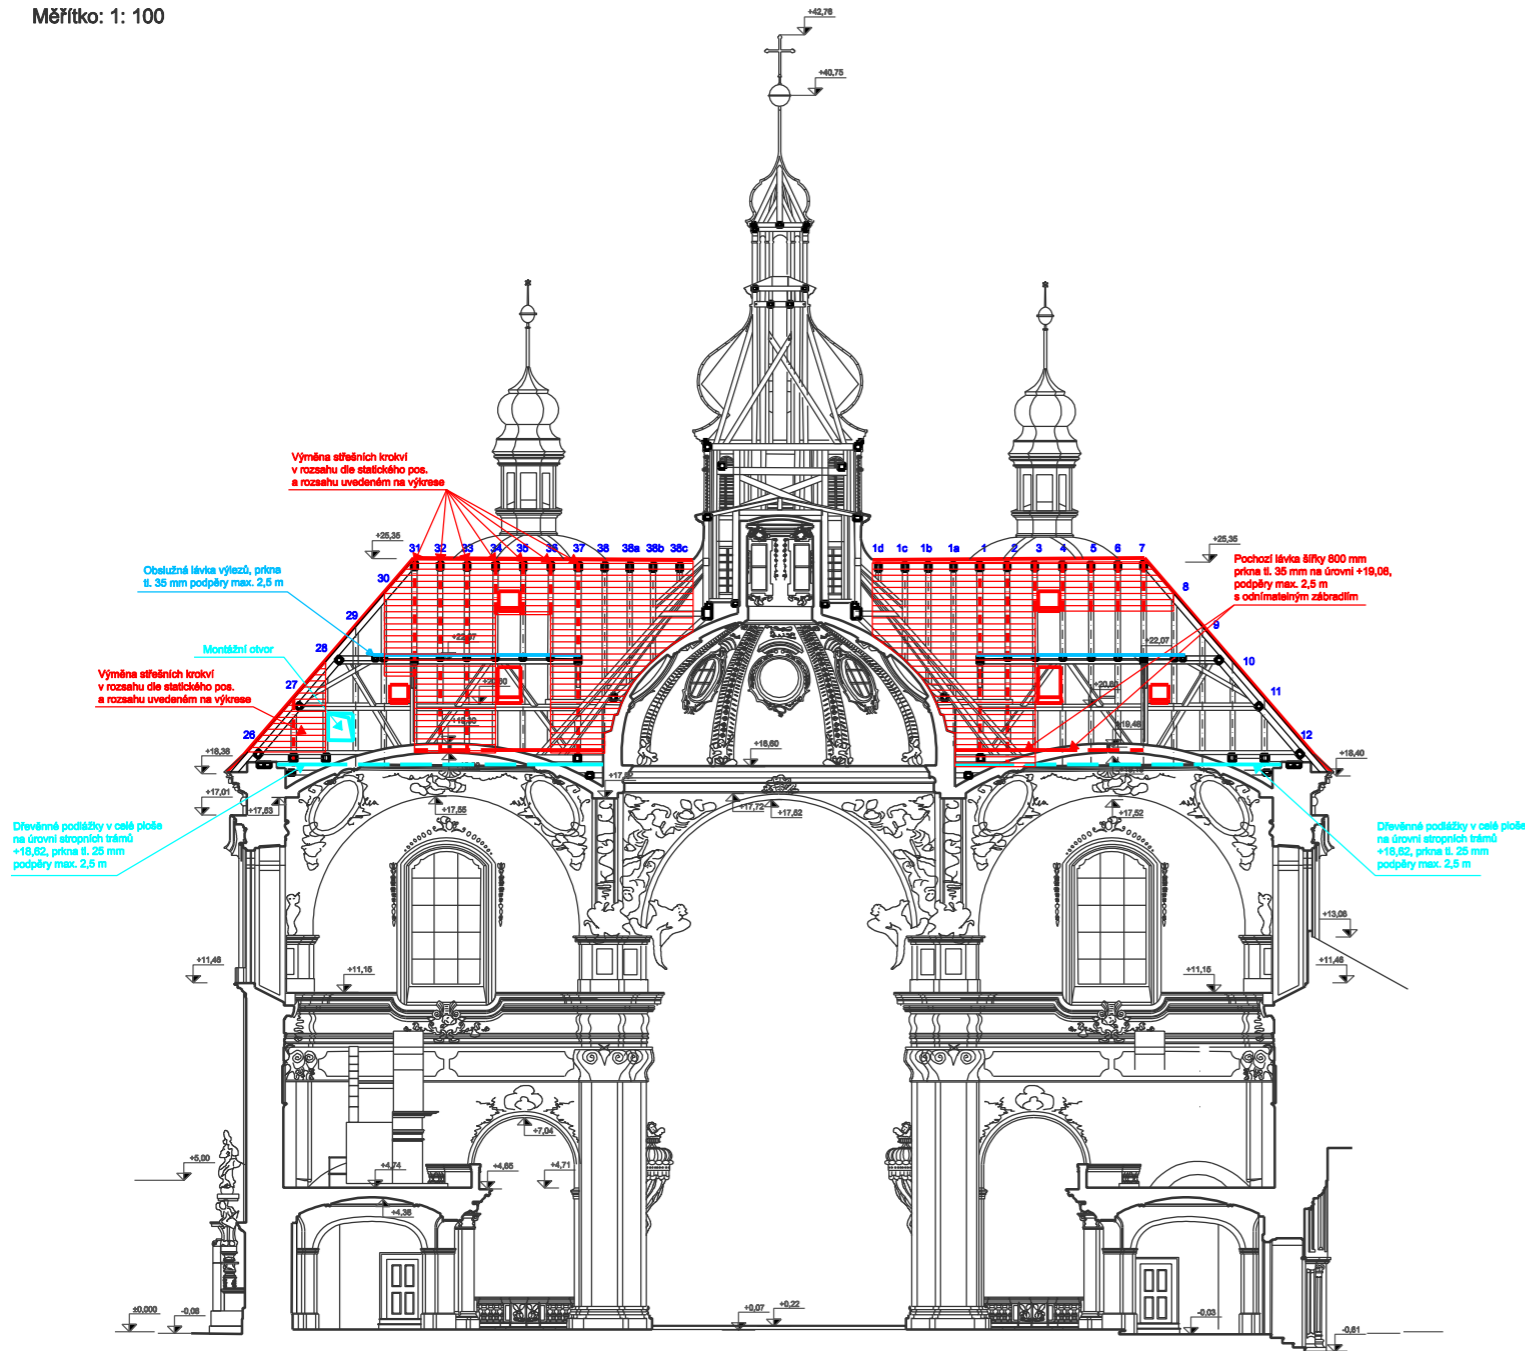 Měřítko: 1: 100
+42,76
+40,75
Výměna střešních krokví
v rozsahu dle statického pos.
a rozsahu uvedeném na výkrese
+25,35
31 32 33 34 35 36 37 38 38a 38b 38c
1d 1c 1b 1a 1 2 3 4 5 6 7
+25,35
Pochozí lávka šířky 600 mm
prkna tl. 35 mm na úrovni +19,06,
podpěry max. 2,5 m
s odnímatelným zábradlím
Obslužná lávka výlezů, prkna
tl. 35 mm podpěry max. 2,5 m
30
8
29
9
28
+22,07
Montážní otvor
10
Výměna střešních krokví
v rozsahu dle statického pos.
a rozsahu uvedeném na výkrese
27
11
26
+19,48
12
+18,38
+18,60
+18,40
+17,01
+17,53
+17,55
+17,72
+17,52
+17,52
Dřevěnné podlážky v celé ploše
na úrovni stropních trámů
+18,62, prkna tl. 25 mm
podpěry max. 2,5 m
Dřevěnné podlážky v celé ploše
na úrovni stropních trámů
+18,62, prkna tl. 25 mm
podpěry max. 2,5 m
+13,08
+11,46
+11,15
+11,15
+11,46
+7,04
+5,00
+4,74
+4,65
+4,71
+4,38
±0,000
-0,08
+0,07
+0,22
-0,03
-0,61